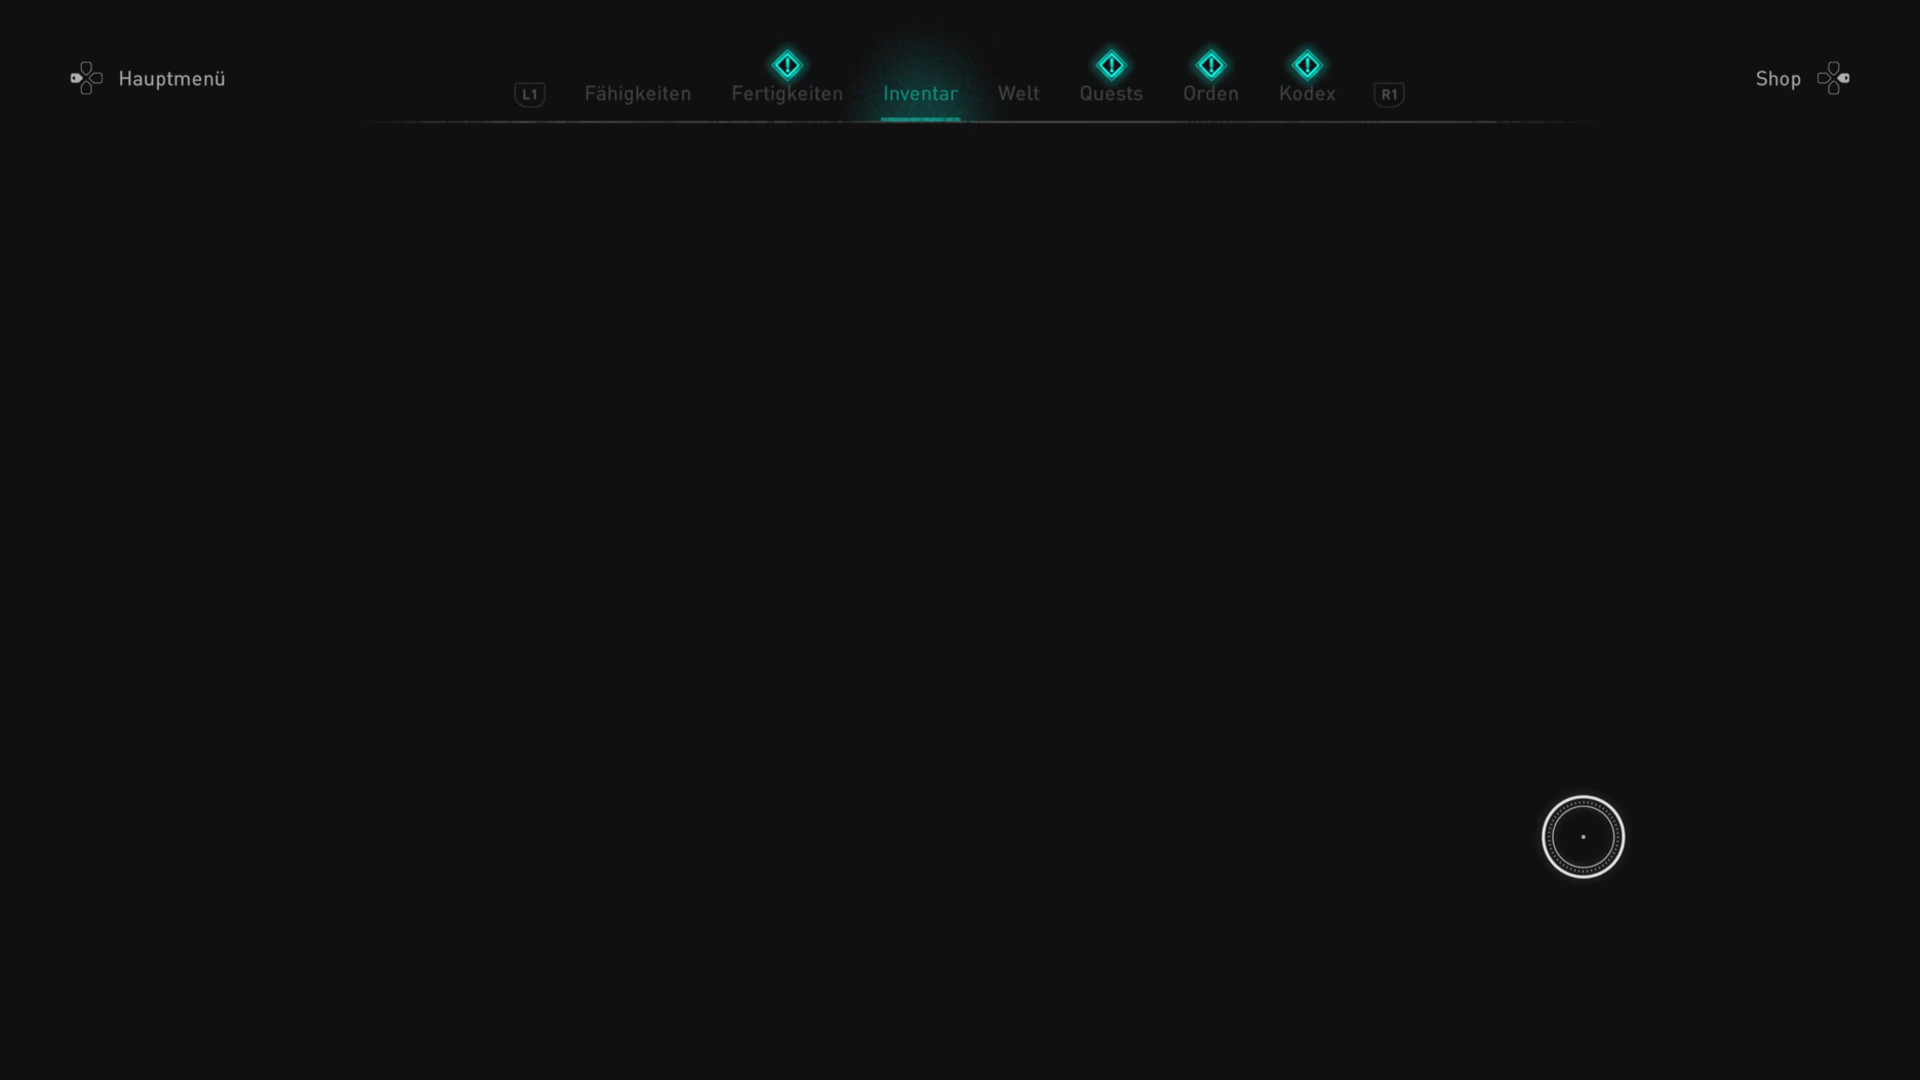 Hauptmenü
L1 Fähigkeiten Fertigkeiten Inventar Welt Quests Orden Kodex R1
Shop